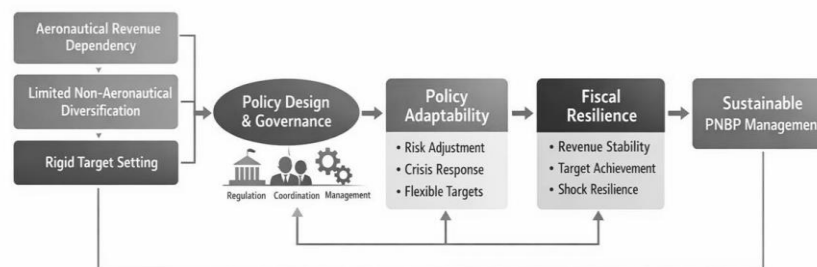 Aeronautical Revenue
Dependency
Limited Non-Aeronautical
Diversification
Rigid Target Setting
Policy Design
& Governance
Regulation Coordination Management
Policy
Adaptability
• Risk Adjustment
• Crisis Response
• Flexible Targets
Fiscal
Resilience
• Revenue Stability
• Target Achievement
• Shock Resilience
Sustainable
PNBP Management